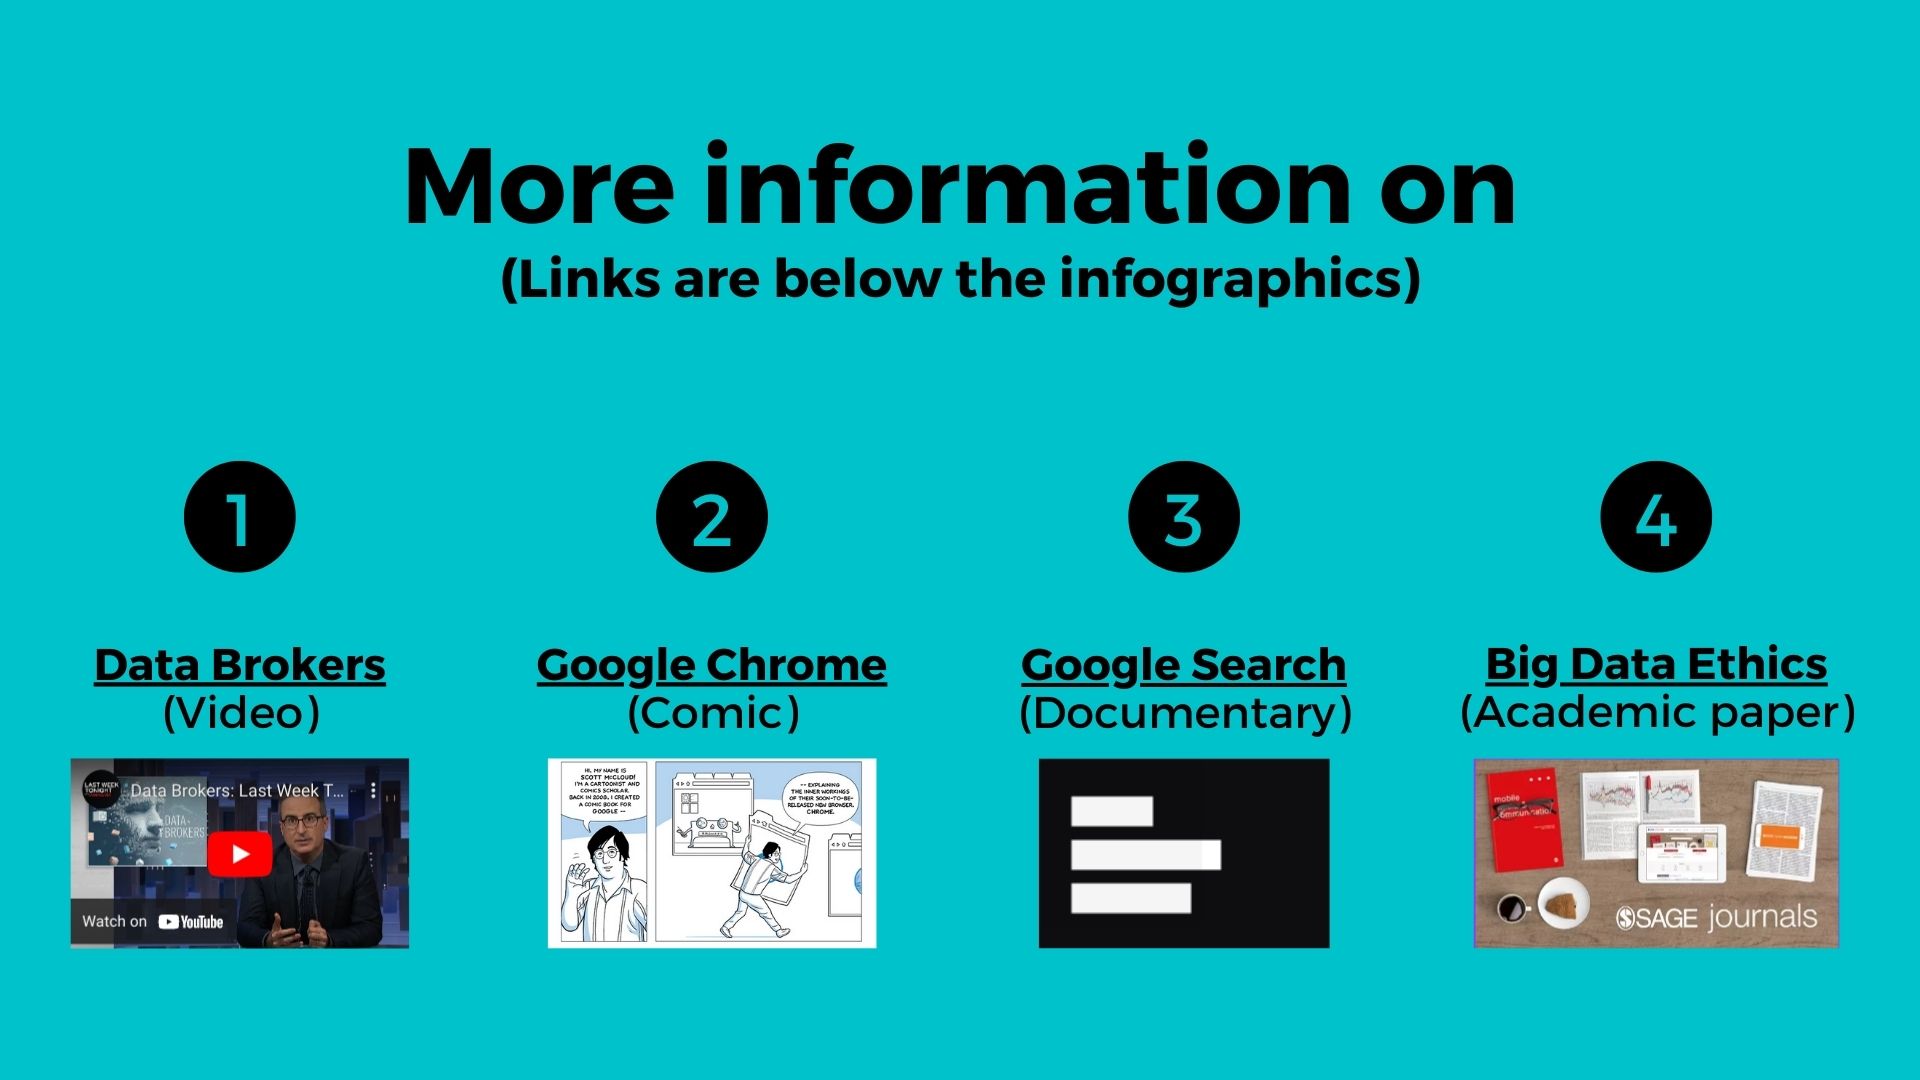 More information on
(Links are below the infographics)
1
2
3
4
Data Brokers
(Video)
Google Chrome
(Comic)
Google Search
(Documentary)
Big Data Ethics
(Academic paper)
LAST WEEK
TONIGHT
Data Brokers: Last Week T...
DATA
BROKERS
Watch on YouTube
HI, MY NAME IS
SCOTT MCCLOUD!
I'M A CARTOONIST AND
COMICS SCHOLAR.
BACK IN 2008, I CREATED
A COMIC BOOK FOR
GOOGLE --
-- EXPLAINING
THE INNER WORKINGS
OF THEIR SOON-TO-BE-
RELEASED NEW BROWSER,
CHROME.
mobile
communication
SAGE journals